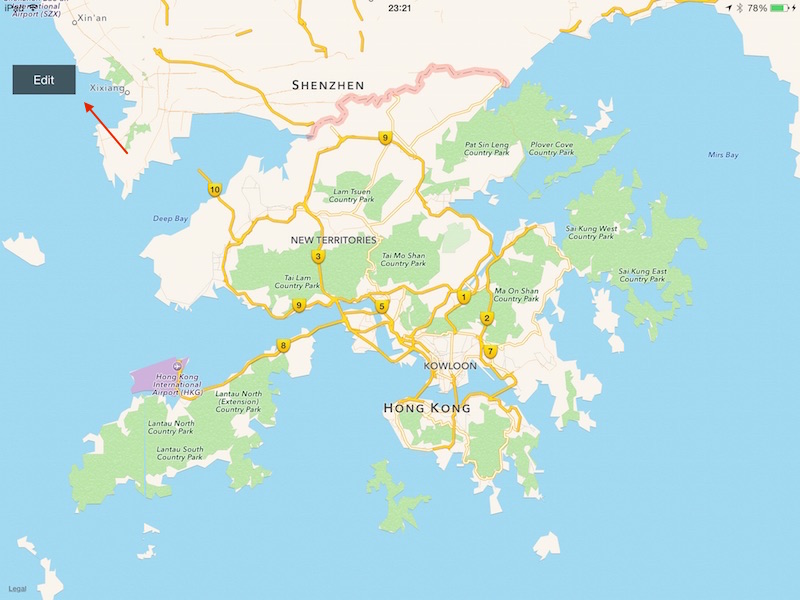 iPad
23:21
78%
Airport (SZX)
Xin'an
Edit
Xixiang
SHENZHEN
9
Pat Sin Leng
Country Park
Plover Cove
Country Park
Mirs Bay
10
Lam Tsuen
Country Park
Deep Bay
Sai Kung West
Country Park
NEW TERRITORIES
3
Tai Mo Shan
Country Park
Sai Kung East
Country Park
Tai Lam
Country Park
Ma On Shan
Country Park
9
5
1
2
8
7
KOWLOON
Hong Kong
International
Airport (HKG)
Lantau North
(Extension)
Country Park
HONG KONG
Lantau North
Country Park
Lantau South
Country Park
Legal